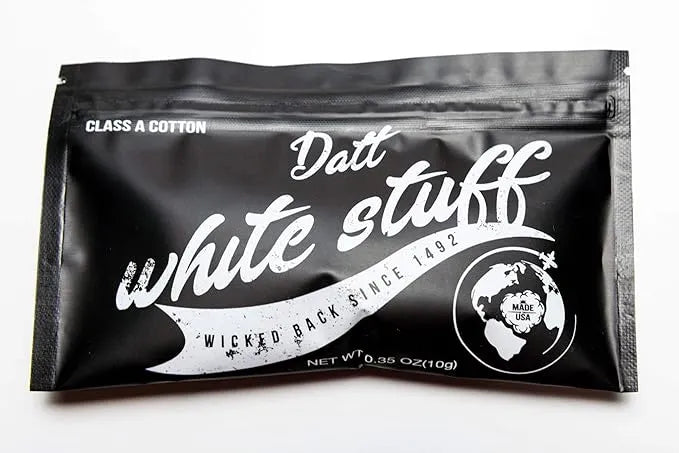 CLASS A COTTON
Datt
white stuff
WICKED BACK SINCE 1492
MADE
USA
NET WT 0.35 OZ(10g)